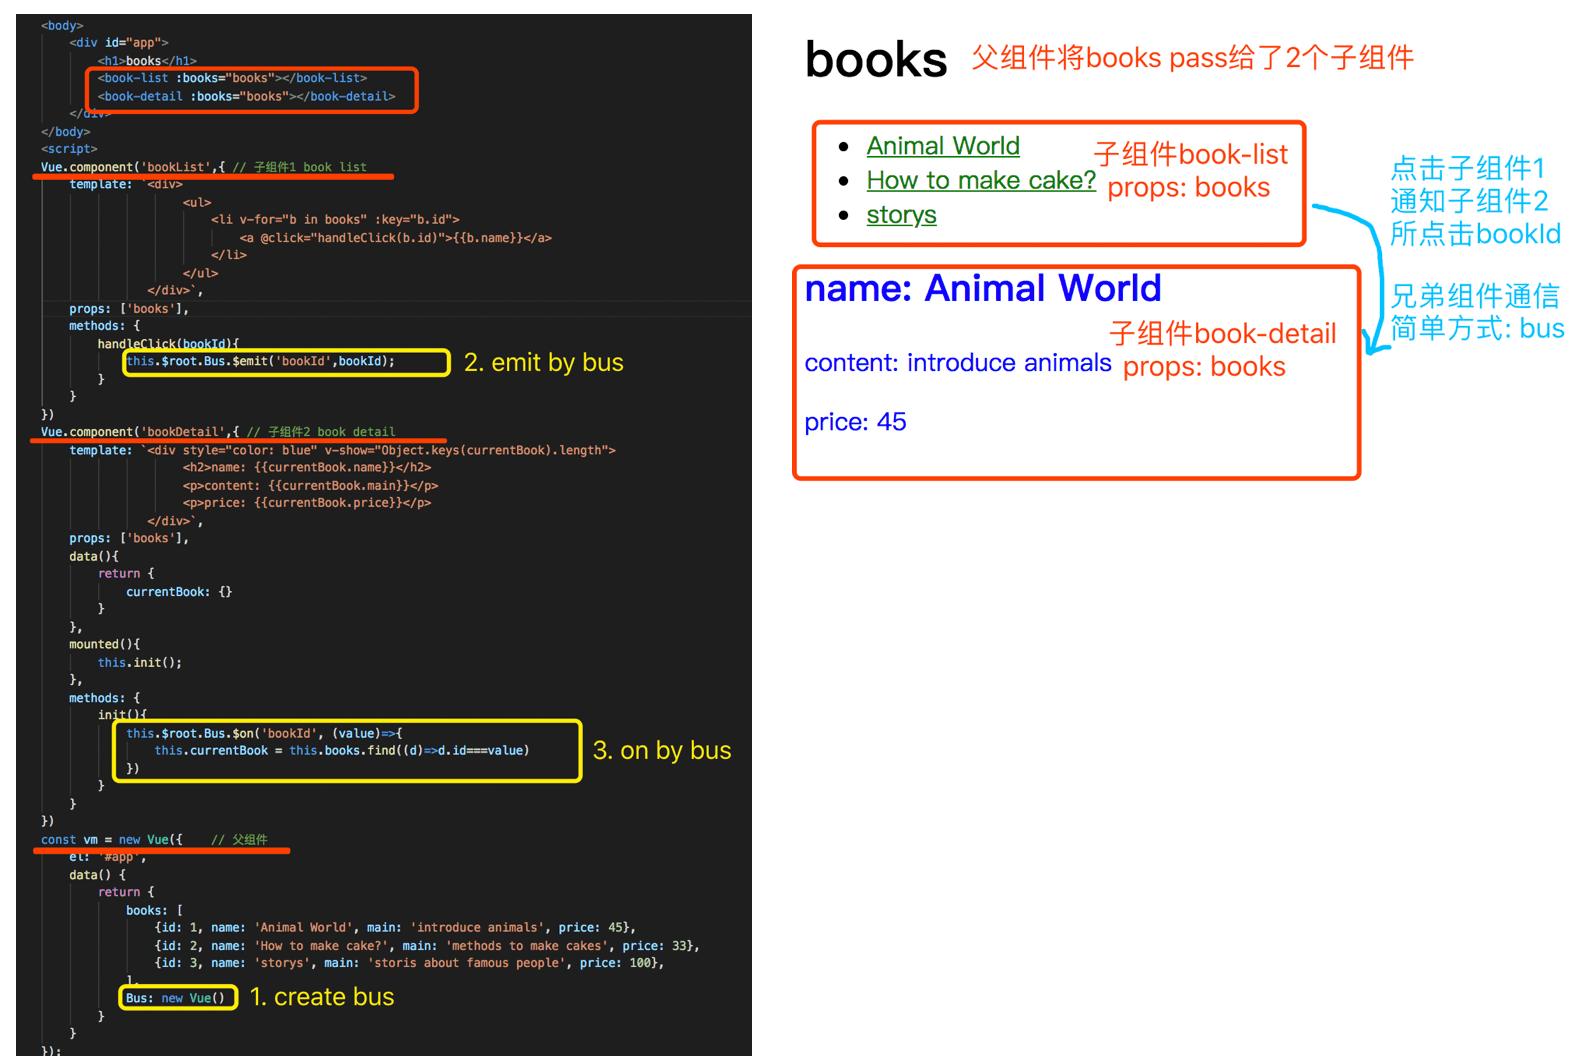 <body>
<div id="app">
<h1>books</h1>
<book-list :books="books"></book-list>
<book-detail :books="books"></book-detail>
</div>
</body>
<script>
Vue.component('bookList',{ // 子组件1 book list
template: `<div>
<ul>
<li v-for="b in books" :key="b.id">
<a @click="handleClick(b.id)">{{b.name}}</a>
</li>
</ul>
</div>`,
props: ['books'],
methods: {
handleClick(bookId){
this.$root.Bus.$emit('bookId',bookId);
2. emit by bus
}
}
})
Vue.component('bookDetail',{ // 子组件2 book detail
template: `<div style="color: blue" v-show="Object.keys(currentBook).length">
<h2>name: {{currentBook.name}}</h2>
<p>content: {{currentBook.main}}</p>
<p>price: {{currentBook.price}}</p>
</div>`,
props: ['books'],
data(){
return {
currentBook: {}
}
},
mounted(){
this.init();
},
methods: {
init(){
this.$root.Bus.$on('bookId', (value)=>{
this.currentBook = this.books.find((d)=>d.id===value)
3. on by bus
})
}
}
})
const vm = new Vue({ // 父组件
el: '#app',
data() {
return {
books: [
{id: 1, name: 'Animal World', main: 'introduce animals', price: 45},
{id: 2, name: 'How to make cake?', main: 'methods to make cakes', price: 33},
{id: 3, name: 'storys', main: 'storis about famous people', price: 100},
],
Bus: new Vue()
1. create bus
}
}
});
books
父组件将books pass给了2个子组件
• Animal World
• How to make cake?
• storys
子组件book-list
props: books
点击子组件1
通知子组件2
所点击bookId
兄弟组件通信
简单方式: bus
name: Animal World
子组件book-detail
props: books
content: introduce animals
price: 45